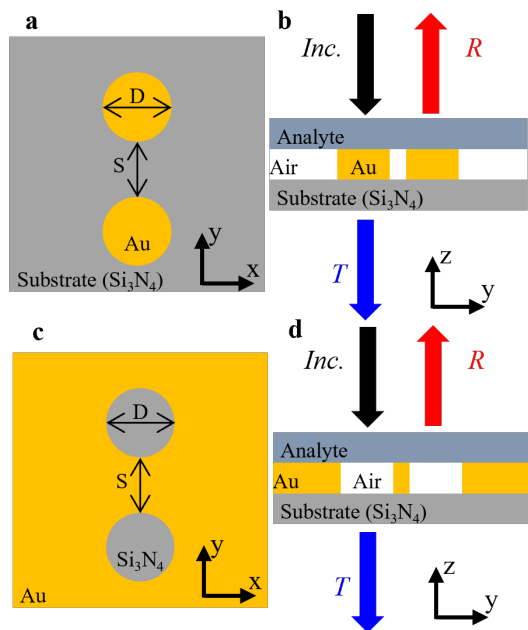 a
D
S
Au
Substrate (Si₃N₄)
y
x
b
Inc.
R
Analyte
Air
Au
Substrate (Si₃N₄)
T
z
y
c
D
S
Si₃N₄
Au
y
x
d
Inc.
R
Analyte
Au
Air
Substrate (Si₃N₄)
T
z
y